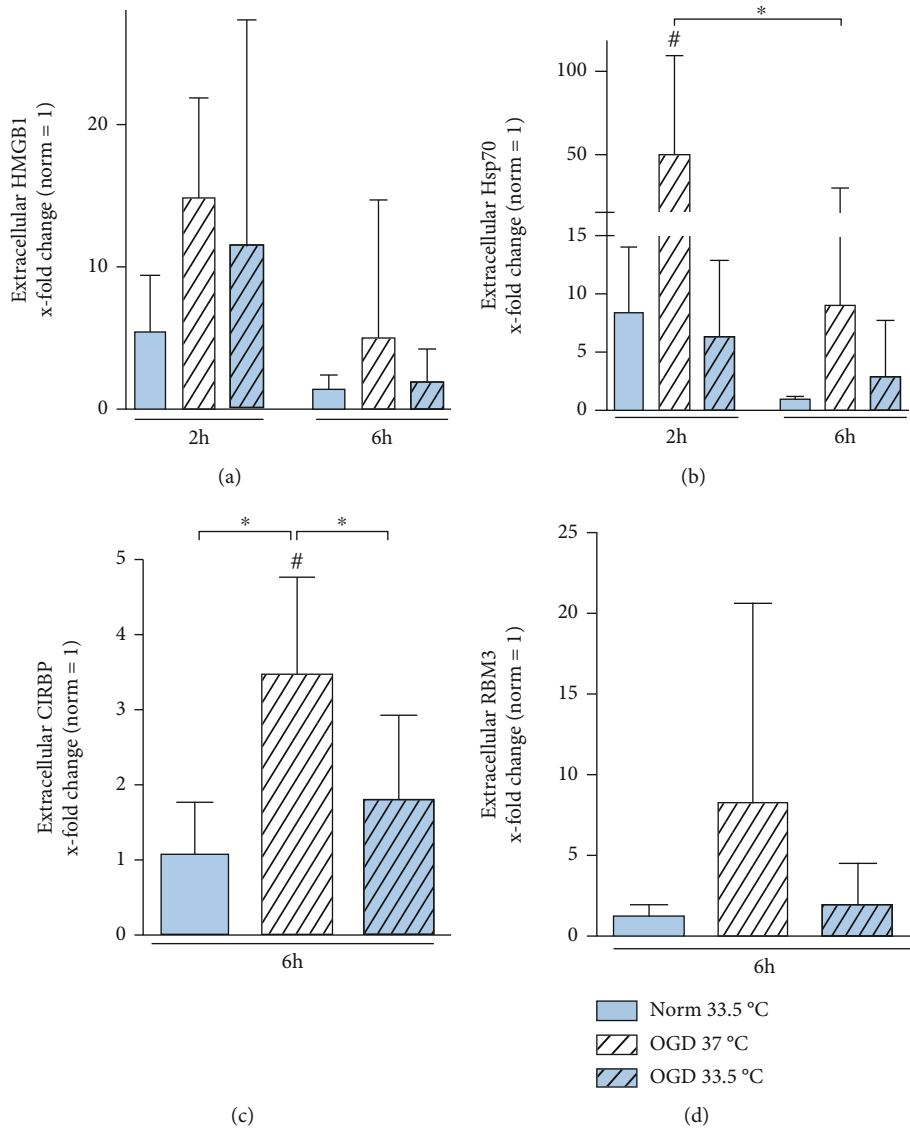 Extracellular HMGB1
x-fold change (norm = 1)
20
10
0
2h
6h
(a)
Extracellular Hsp70
x-fold change (norm = 1)
*
#
100
50
15
10
5
0
2h
6h
(b)
Extracellular CIRBP
x-fold change (norm = 1)
* *
#
5
4
3
2
1
0
6h
(c)
Extracellular RBM3
x-fold change (norm = 1)
25
20
15
10
5
0
6h
Norm 33.5 °C
OGD 37 °C
OGD 33.5 °C
(d)